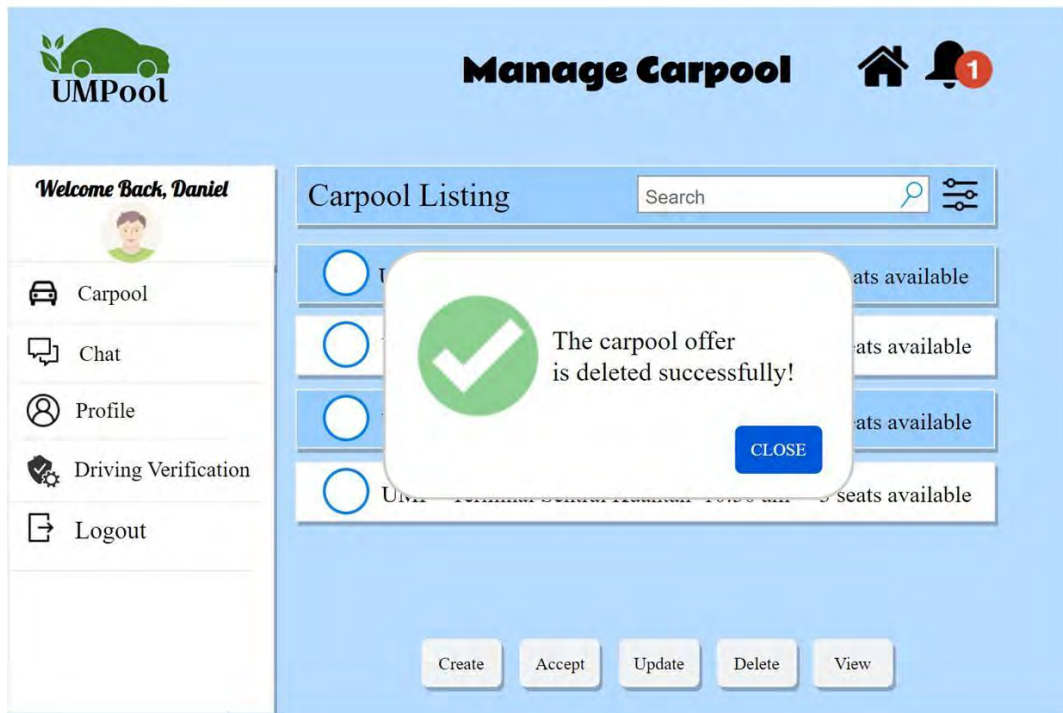 UMPool
Manage Carpool
1
Welcome Back, Daniel
Carpool
Chat
Profile
Driving Verification
Logout
Carpool Listing
Search
ats available
eats available
eats available
seats available
The carpool offer
is deleted successfully!
CLOSE
Create
Accept
Update
Delete
View